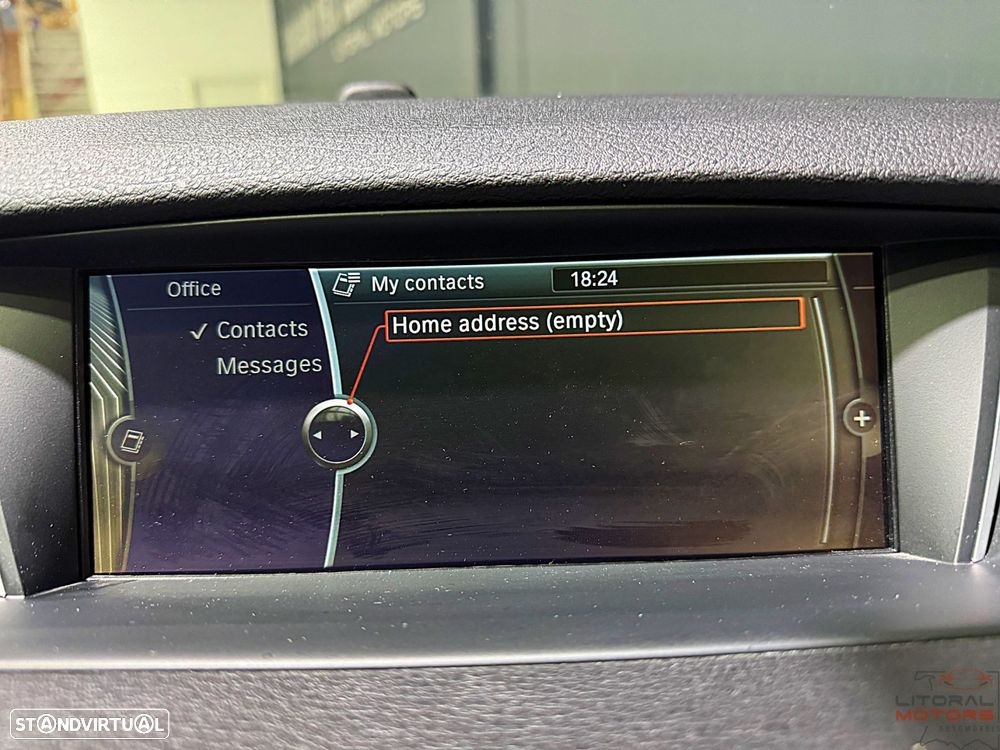 Office
✓ Contacts
Messages
My contacts
18:24
Home address (empty)
+
STANDVIRTUAL
LITORAL
MOTORS